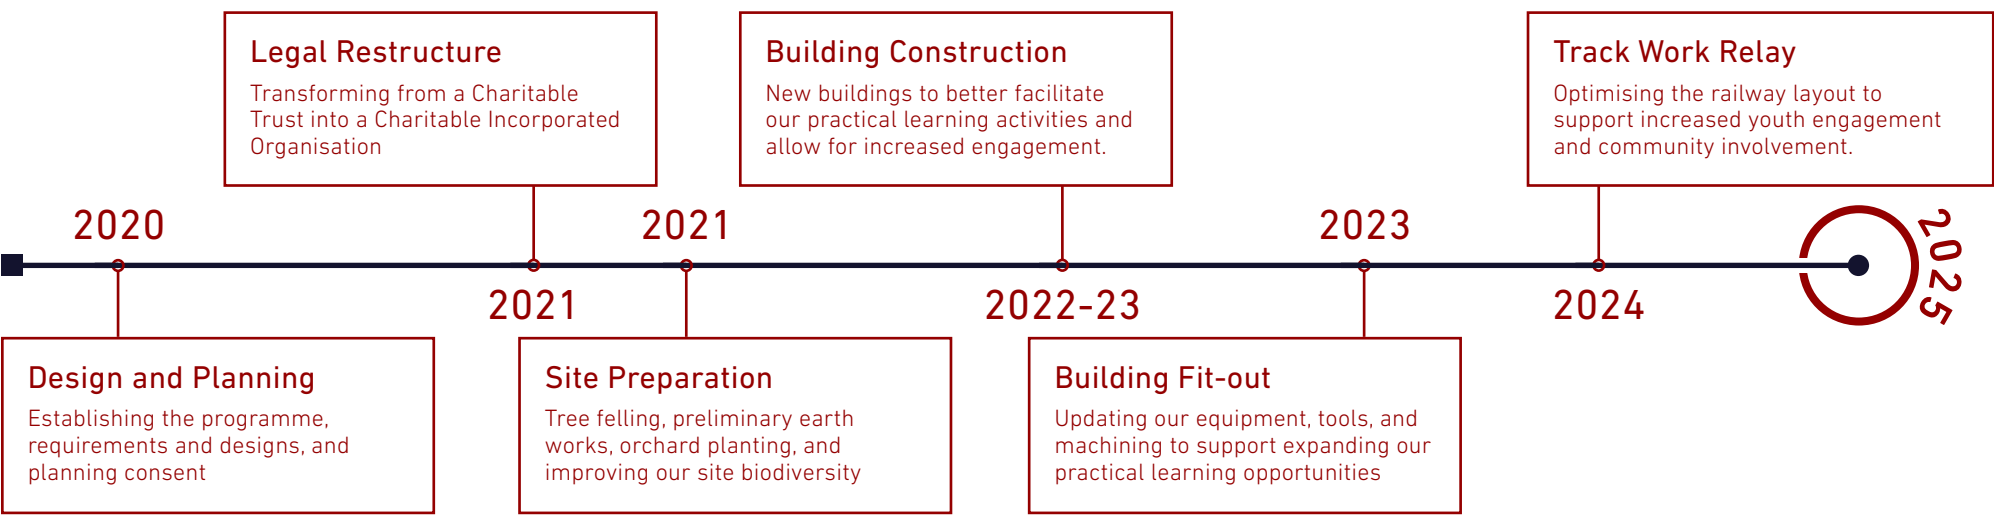 Legal Restructure
Transforming from a Charitable
Trust into a Charitable Incorporated
Organisation
Building Construction
New buildings to better facilitate
our practical learning activities and
allow for increased engagement.
Track Work Relay
Optimising the railway layout to
support increased youth engagement
and community involvement.
2020
2021
2023
2025
2021
2022-23
2024
Design and Planning
Establishing the programme,
requirements and designs, and
planning consent
Site Preparation
Tree felling, preliminary earth
works, orchard planting, and
improving our site biodiversity
Building Fit-out
Updating our equipment, tools, and
machining to support expanding our
practical learning opportunities